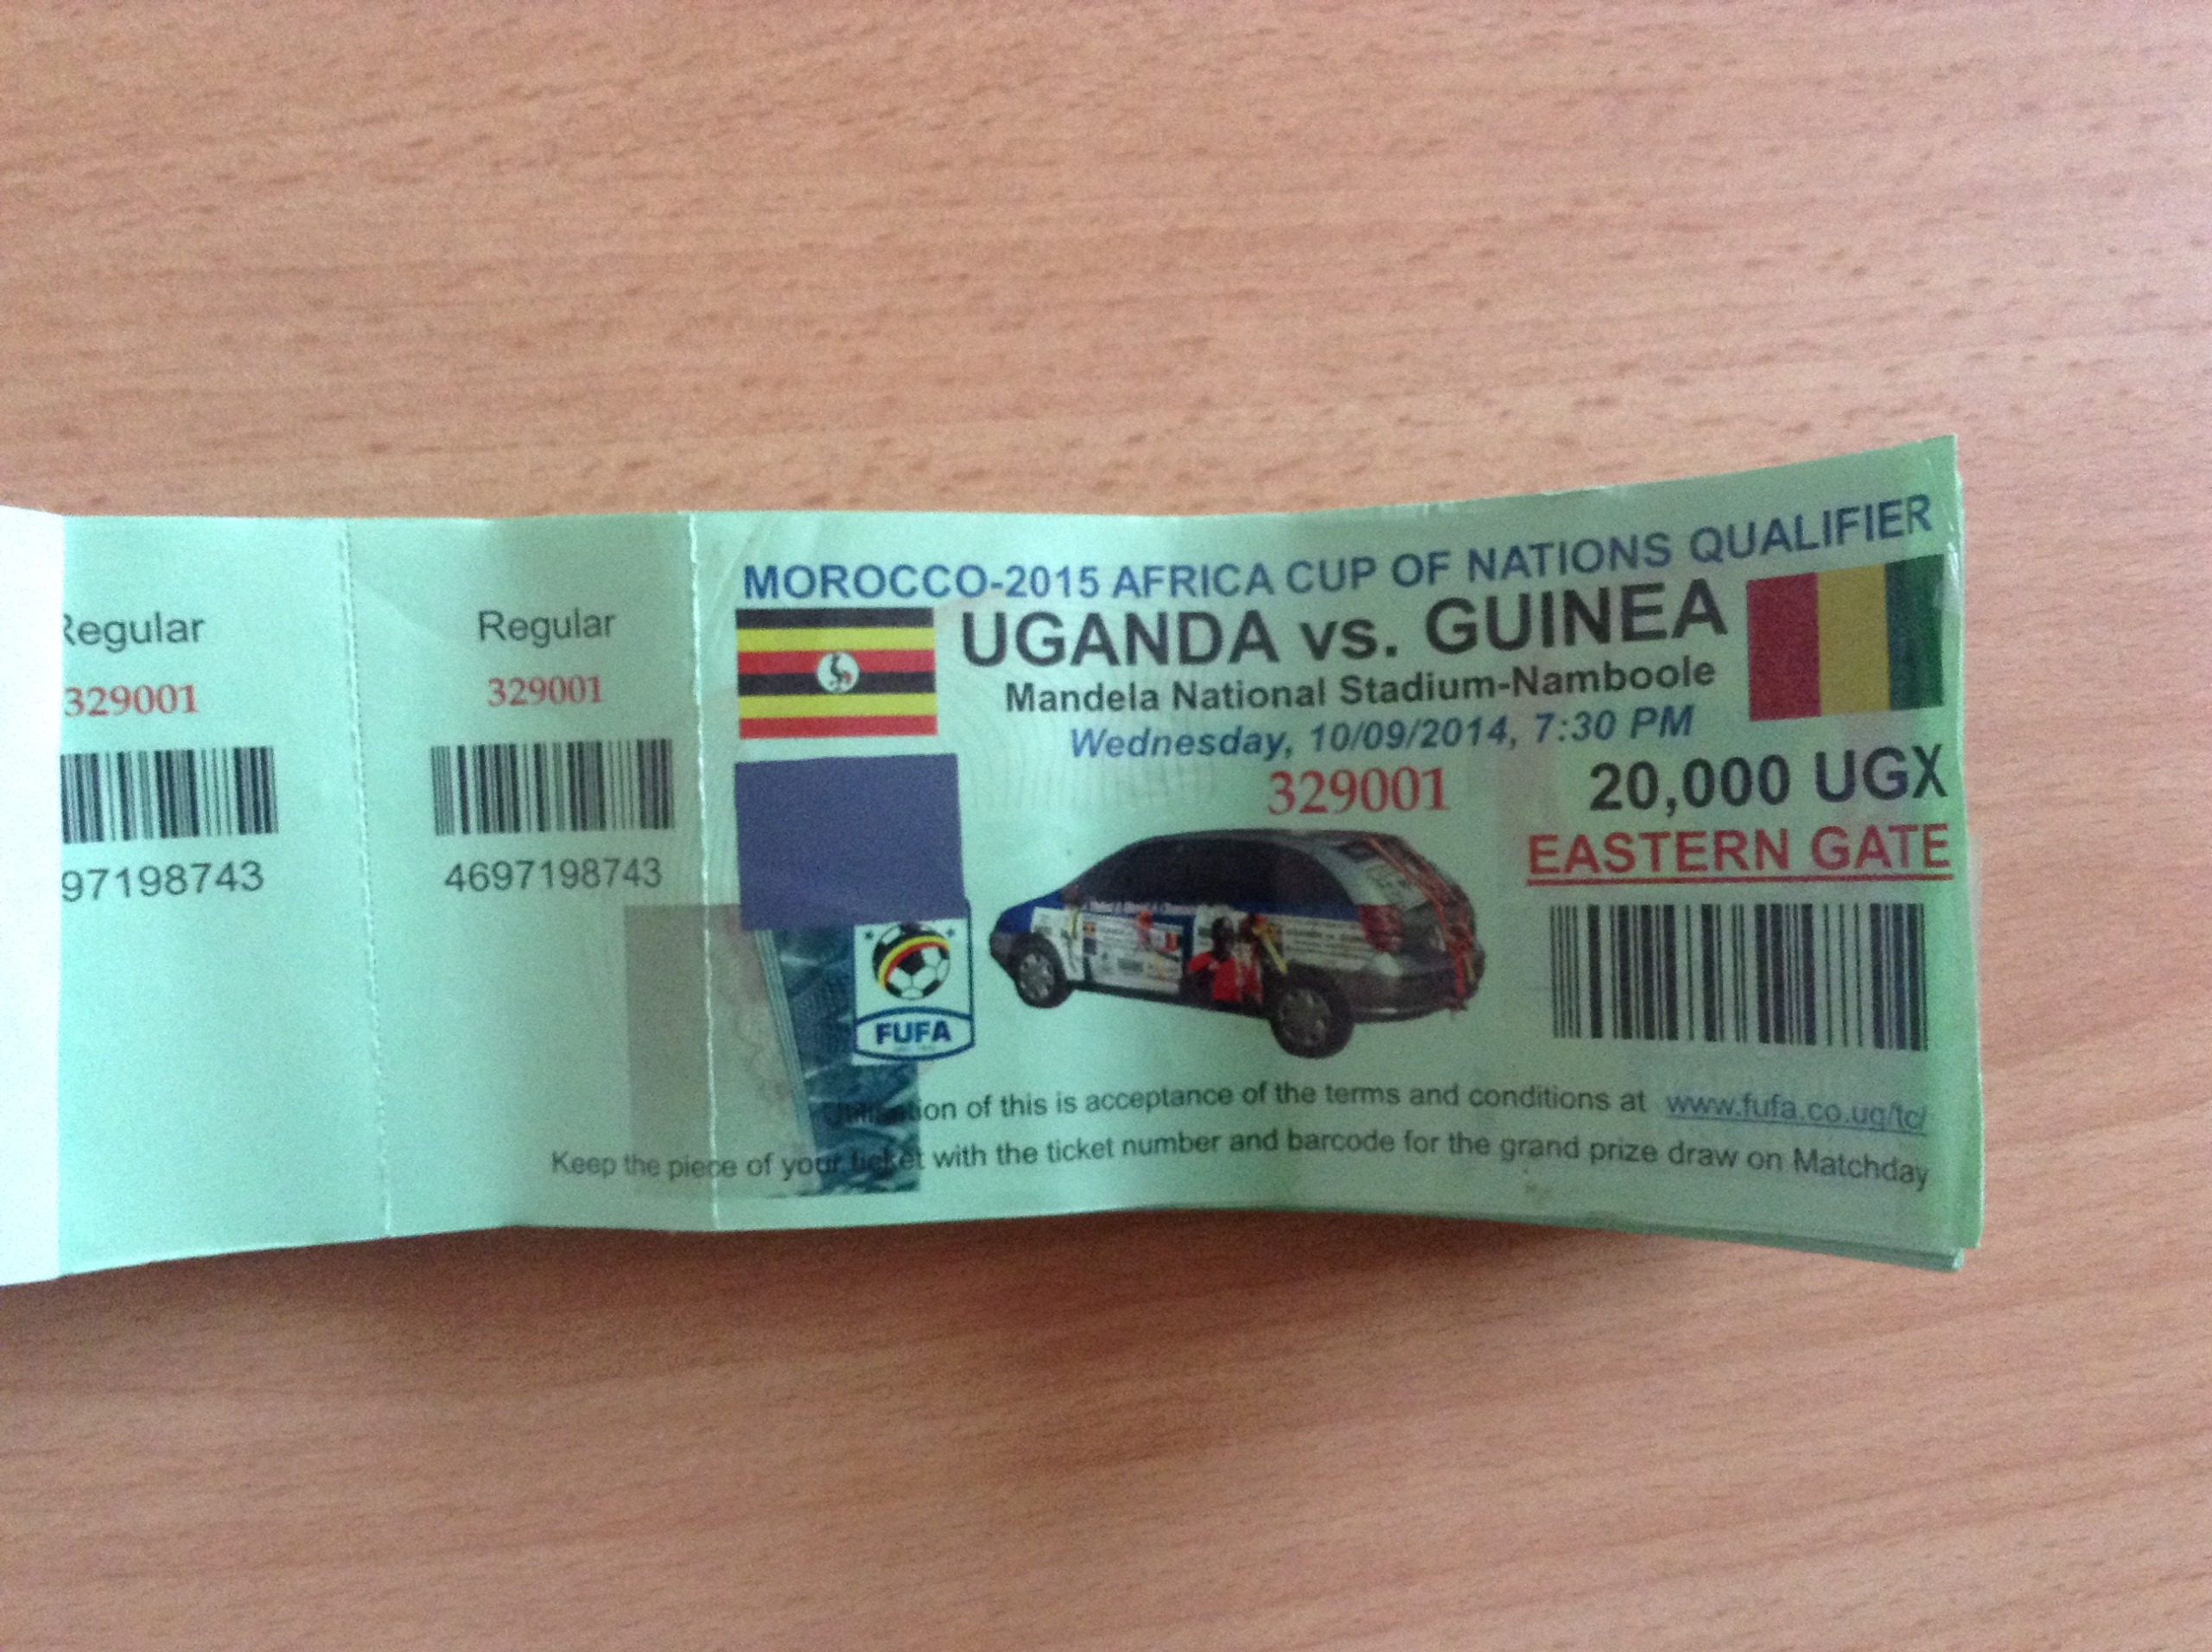 Regular
329001
97198743
Regular
329001
4697198743
MOROCCO-2015 AFRICA CUP OF NATIONS QUALIFIER
UGANDA vs. GUINEA
Mandela National Stadium-Namboole
Wednesday, 10/09/2014, 7:30 PM
329001
20,000 UGX
EASTERN GATE
FUFA
of this is acceptance of the terms and conditions at www.fufa.co.ug/tc/
Keep the piece of your ticket with the ticket number and barcode for the grand prize draw on Matchday